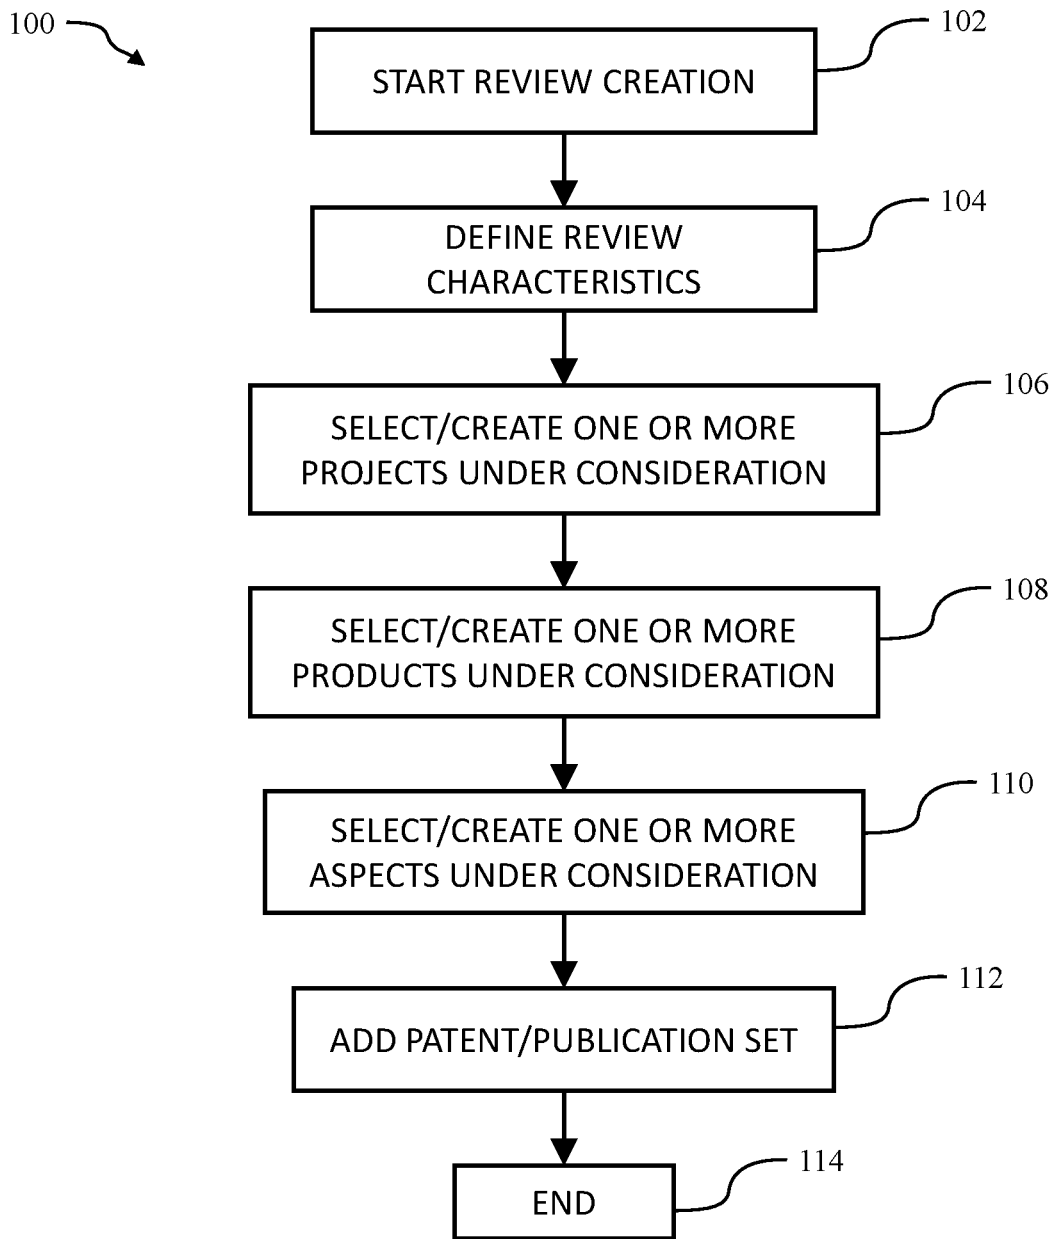 100
102
START REVIEW CREATION
104
DEFINE REVIEW
CHARACTERISTICS
106
SELECT/CREATE ONE OR MORE
PROJECTS UNDER CONSIDERATION
108
SELECT/CREATE ONE OR MORE
PRODUCTS UNDER CONSIDERATION
110
SELECT/CREATE ONE OR MORE
ASPECTS UNDER CONSIDERATION
112
ADD PATENT/PUBLICATION SET
114
END